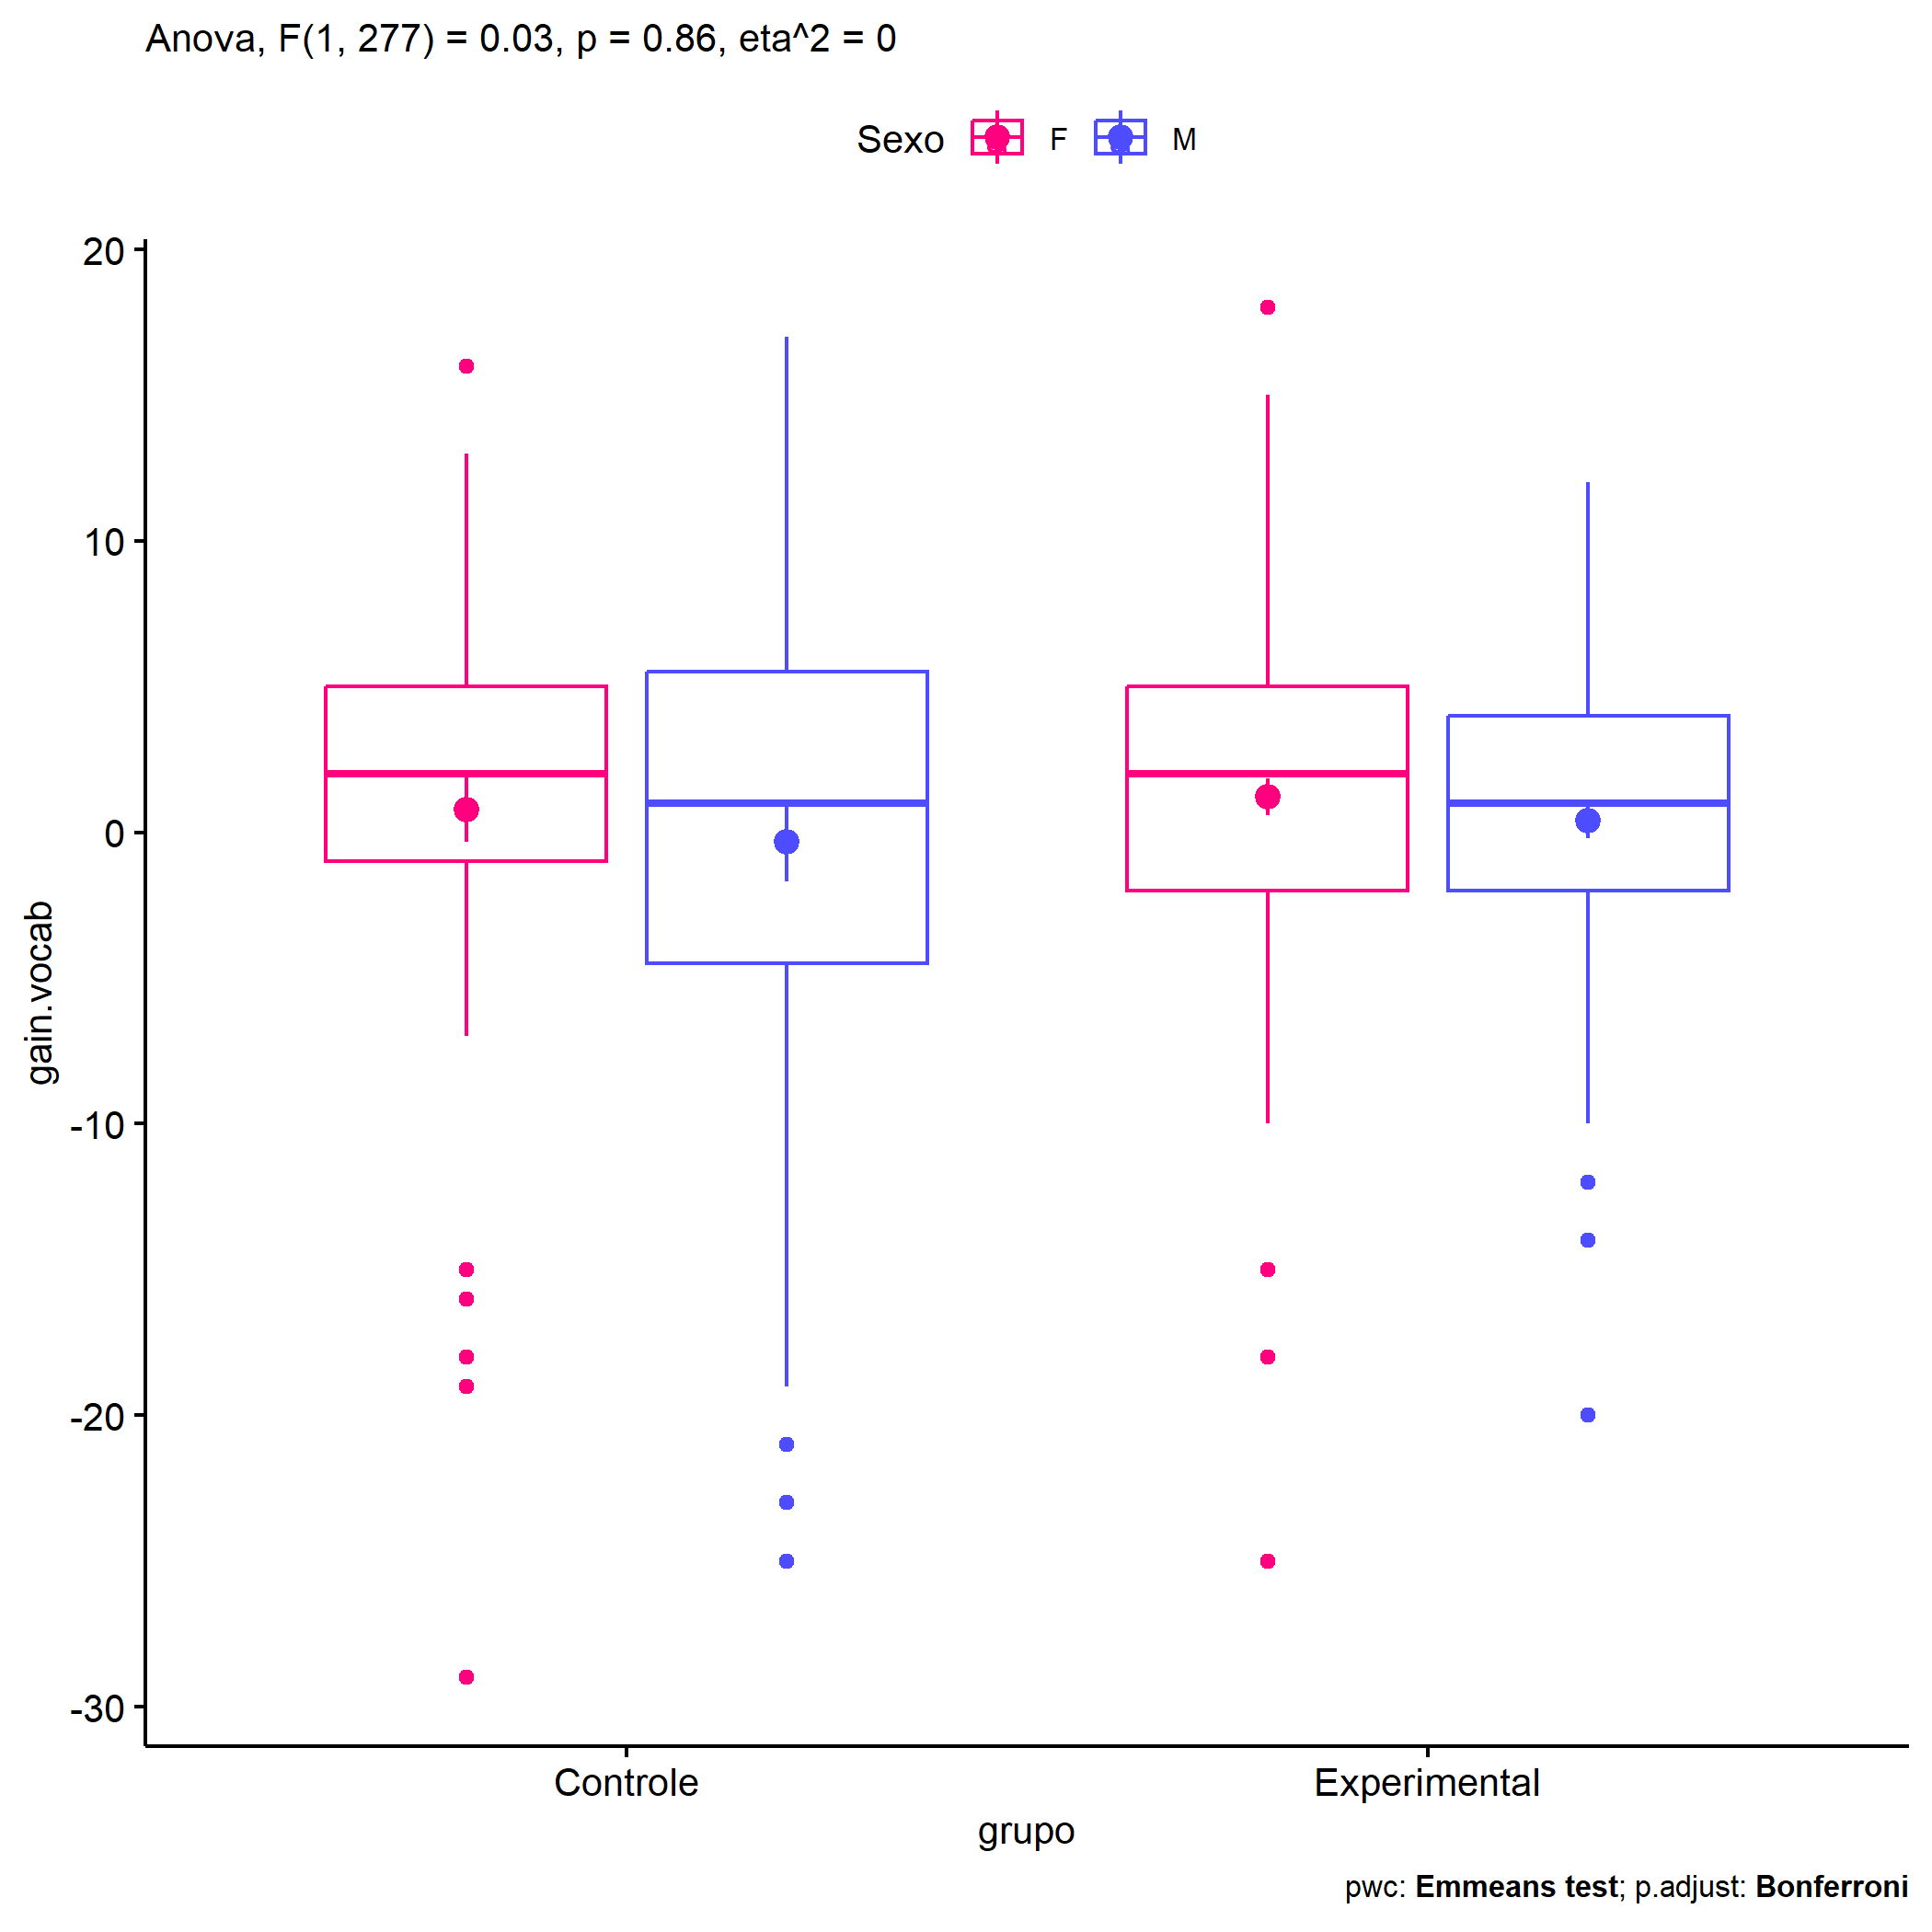 Anova, F(1, 277) = 0.03, p = 0.86, eta^2 = 0
Sexo F M
20
10
0
-10
-20
-30
gain.vocab
Controle Experimental
grupo
pwc: Emmeans test; p.adjust: Bonferroni